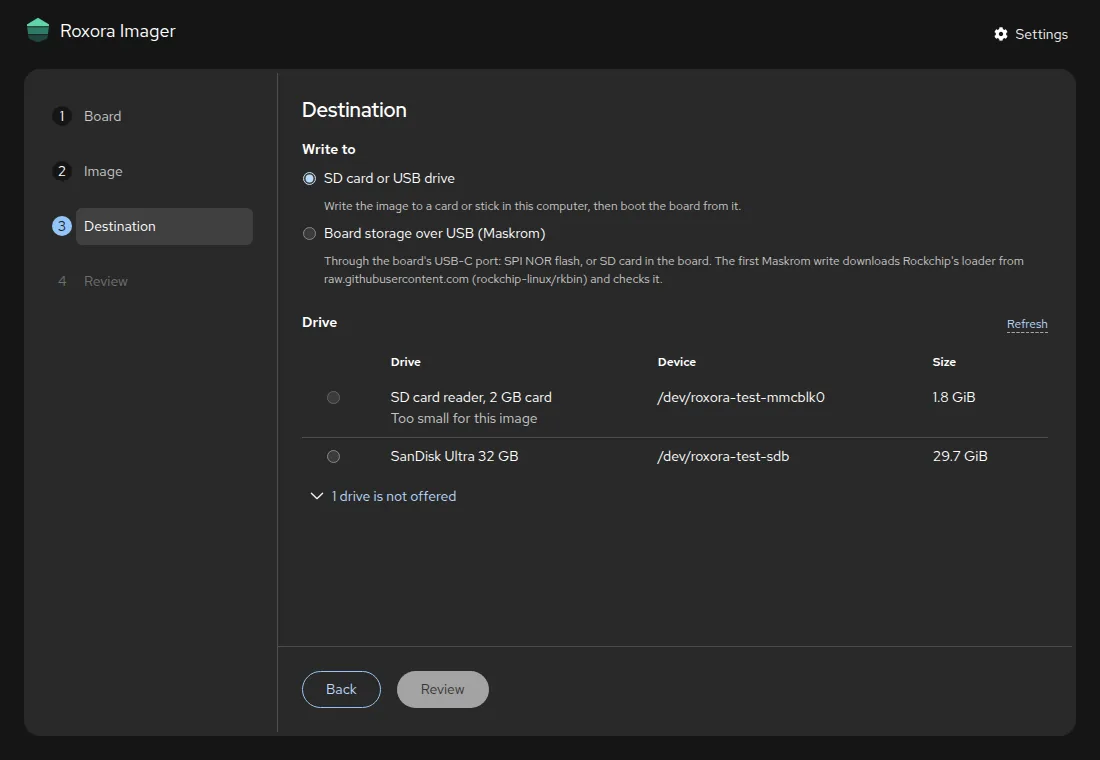 Roxora Imager
Settings
1 Board
2 Image
3 Destination
4 Review
Destination
Write to
SD card or USB drive
Write the image to a card or stick in this computer, then boot the board from it.
Board storage over USB (Maskrom)
Through the board's USB-C port: SPI NOR flash, or SD card in the board. The first Maskrom write downloads Rockchip's loader from
raw.githubusercontent.com (rockchip-linux/rkbin) and checks it.
Drive
Refresh
Drive Device Size
SD card reader, 2 GB card /dev/roxora-test-mmcblk0 1.8 GiB
Too small for this image
SanDisk Ultra 32 GB /dev/roxora-test-sdb 29.7 GiB
1 drive is not offered
Back Review